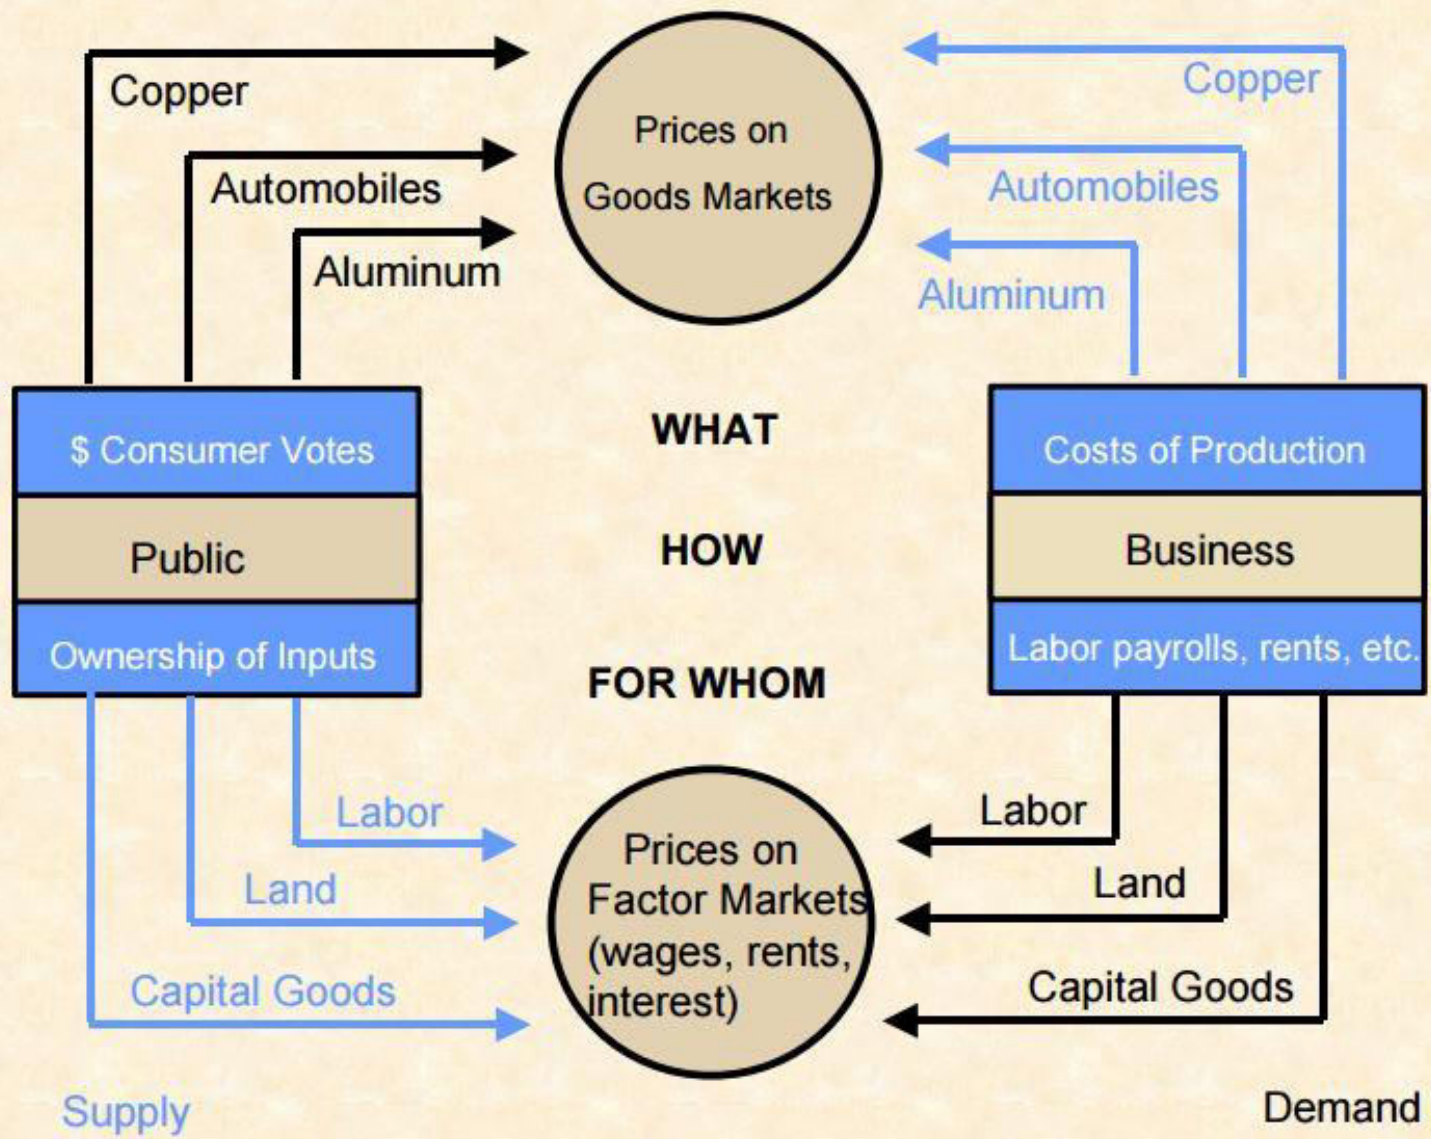 Copper
Copper
Prices on
Goods Markets
Automobiles
Automobiles
Aluminum
Aluminum
$ Consumer Votes
WHAT
Costs of Production
Public
HOW
Business
Ownership of Inputs
FOR WHOM
Labor payrolls, rents, etc.
Labor
Labor
Prices on
Factor Markets
(wages, rents,
interest)
Land
Land
Capital Goods
Capital Goods
Supply
Demand